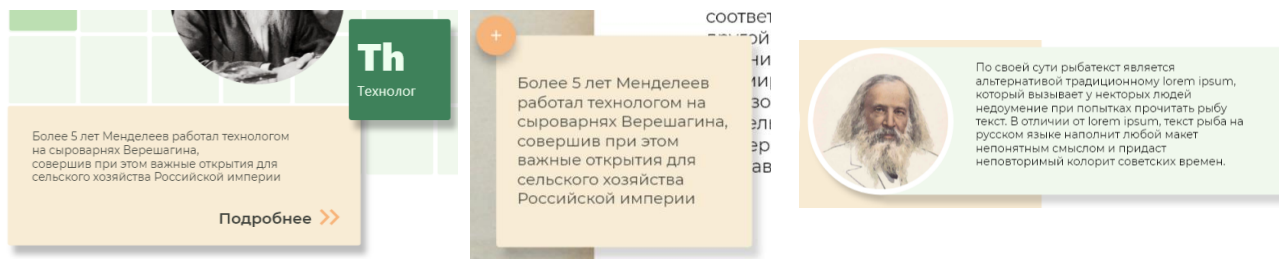 Th
Технолог
Более 5 лет Менделеев работал технологом
на сыроварнях Верешагина,
совершив при этом важные открытия для
сельского хозяйства Российской империи
Подробнее
+
Более 5 лет Менделеев
работал технологом на
сыроварнях Верешагина,
совершив при этом
важные открытия для
сельского хозяйства
Российской империи
По своей сути рыбатекст является
альтернативой традиционному lorem ipsum,
который вызывает у некторых людей
недоумение при попытках прочитать рыбу
текст. В отличии от lorem ipsum, текст рыба на
русском языке наполнит любой макет
непонятным смыслом и придаст
неповторимый колорит советских времен.